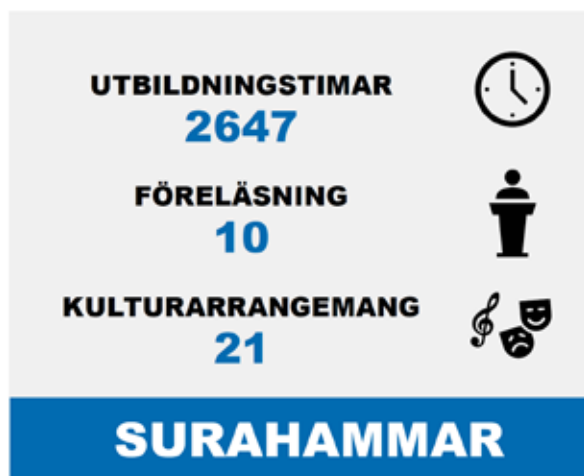 UTBILDNINGSTIMAR
2647
FÖRELÄSNING
10
KULTURARRANGEMANG
21
SURAHAMMAR